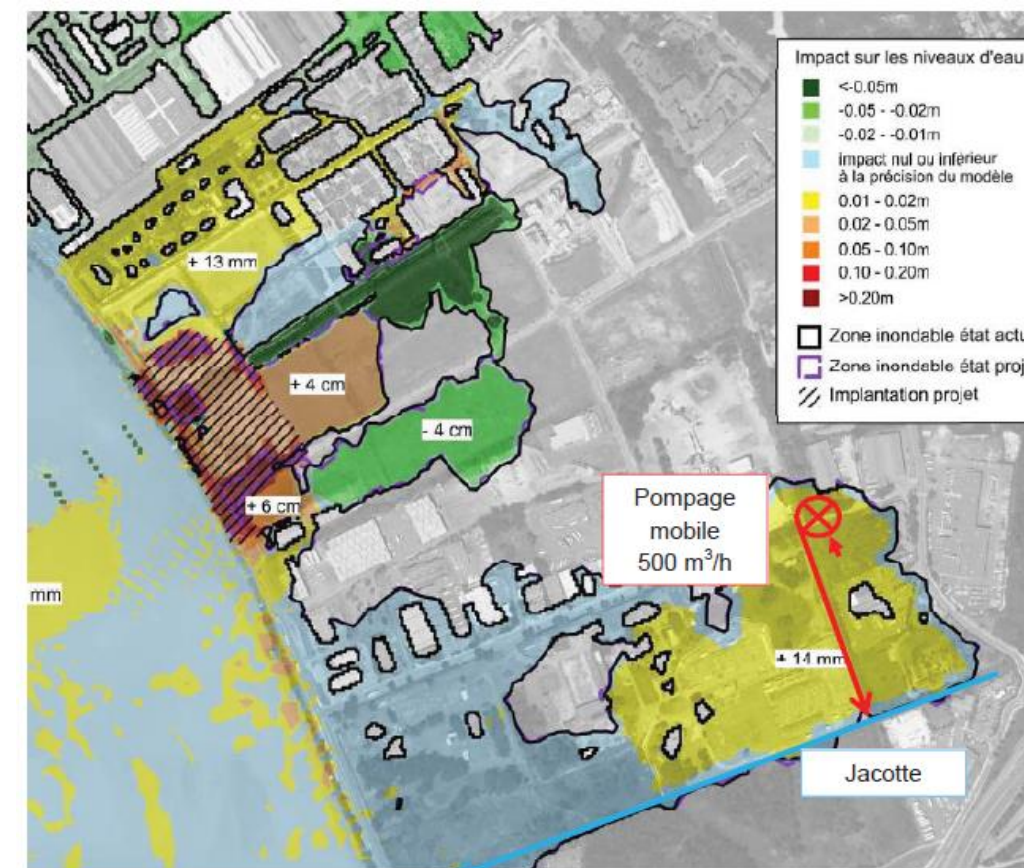 Impact sur les niveaux d'eau
<-0.05m
-0.05 - -0.02m
-0.02 - -0.01m
impact nul ou inférieur
à la précision du modèle
0.01 - 0.02m
0.02 - 0.05m
0.05 - 0.10m
0.10 - 0.20m
>0.20m
Zone inondable état actu
Zone inondable état proj
Implantation projet
+ 13 mm
+ 4 cm
- 4 cm
+ 6 cm
Pompage
mobile
500 m³/h
mm
+ 14 mm
Jacotte